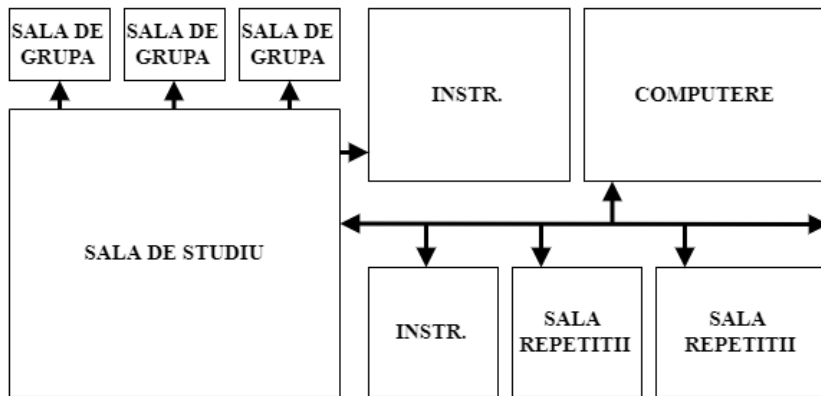 SALA DE
GRUPA
SALA DE
GRUPA
SALA DE
GRUPA
INSTR.
COMPUTERE
SALA DE STUDIU
INSTR.
SALA
REPETITII
SALA
REPETITII